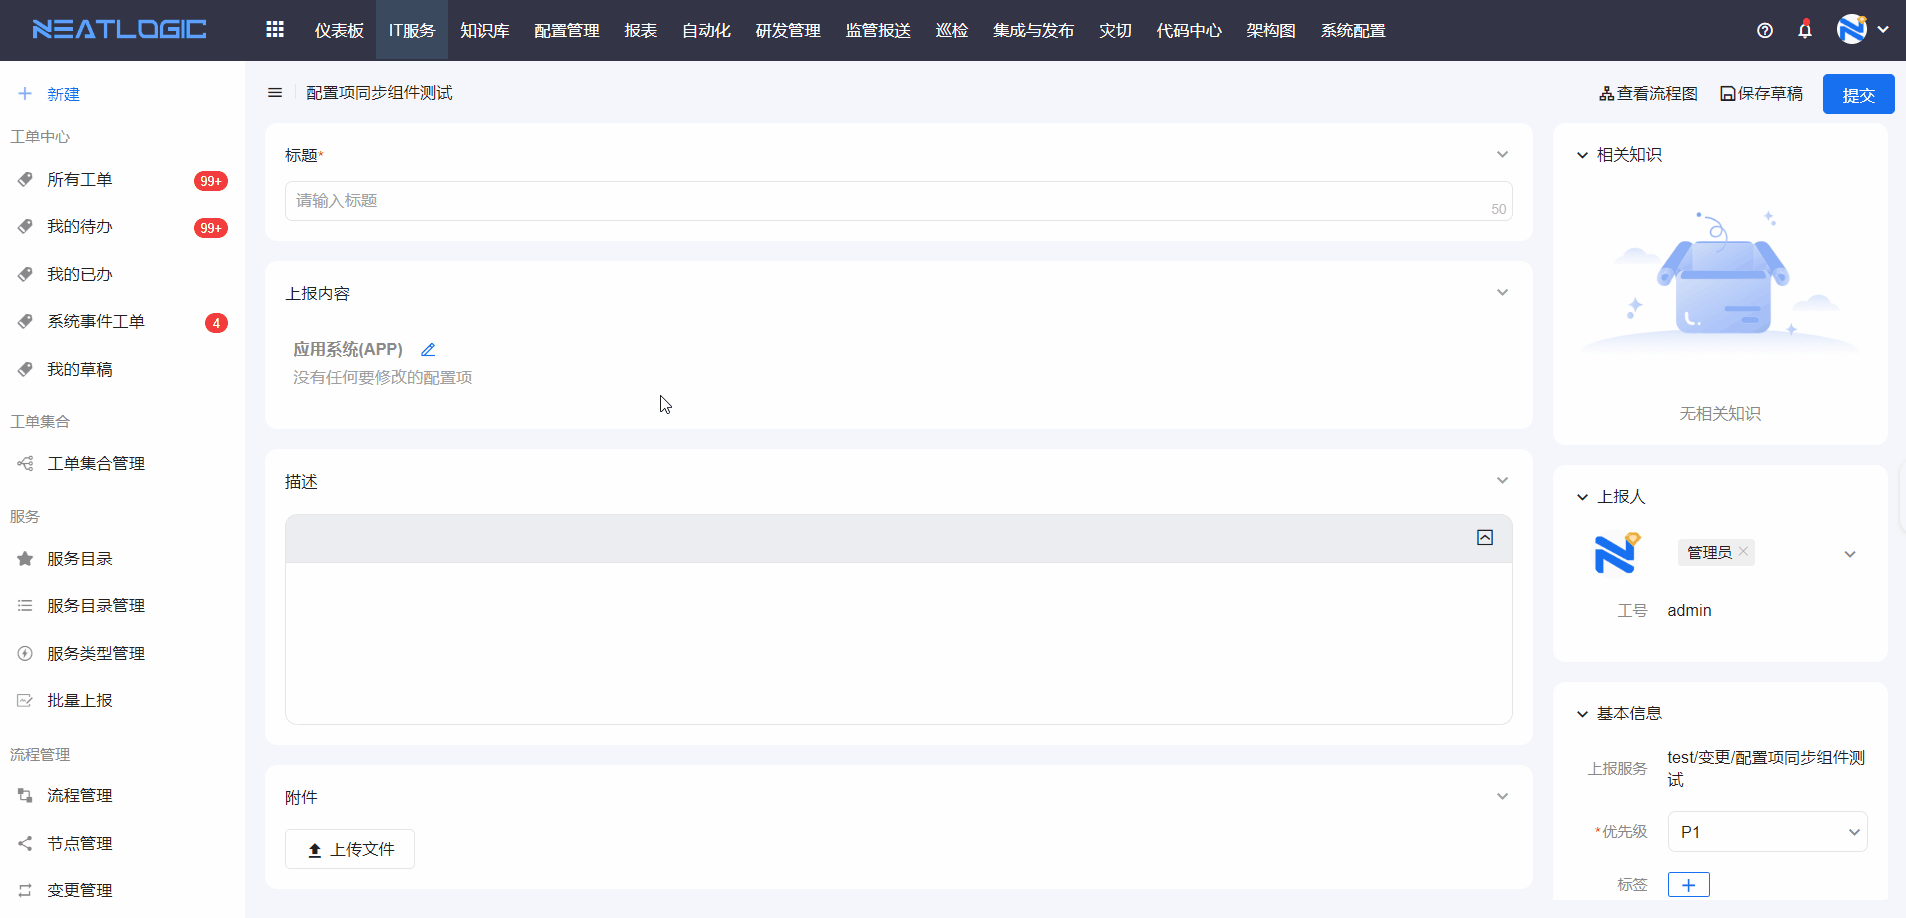 NEATLOGIC
仪表板 IT服务 知识库 配置管理 报表 自动化 研发管理 监管报送 巡检 集成与发布 灾切 代码中心 架构图 系统配置
新建
工单中心
所有工单 99+
我的待办 99+
我的已办
系统事件工单 4
我的草稿
工单集合
工单集合管理
服务
服务目录
服务目录管理
服务类型管理
批量上报
流程管理
流程管理
节点管理
变更管理
配置项同步组件测试
查看流程图 保存草稿 提交
标题*
请输入标题
50
上报内容
应用系统(APP)
没有任何要修改的配置项
描述
附件
上传文件
相关知识
无相关知识
上报人
管理员
工号 admin
基本信息
上报服务 test/变更/配置项同步组件测
试
*优先级 P1
标签